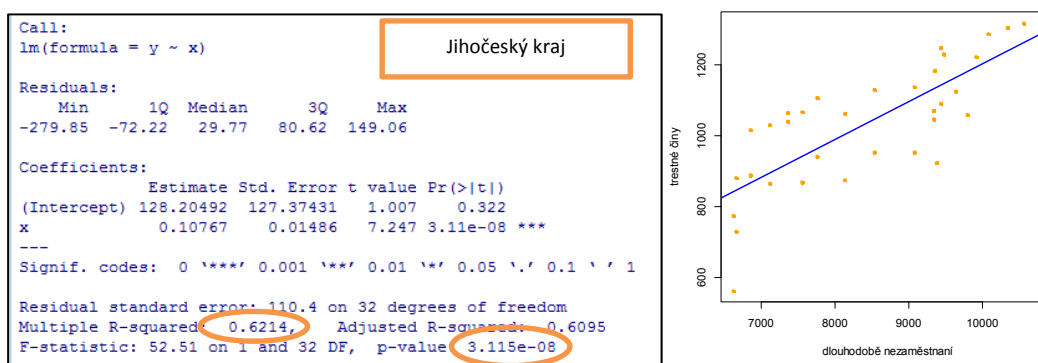 Call:
lm(formula = y ~ x)
Jihočeský kraj
Residuals:
Min 1Q Median 3Q Max
-279.85 -72.22 29.77 80.62 149.06
Coefficients:
Estimate Std. Error t value Pr(>|t|)
(Intercept) 128.20492 127.37431 1.007 0.322
x 0.10767 0.01486 7.247 3.11e-08 ***
---
Signif. codes: 0 ‘***’ 0.001 ‘**’ 0.01 ‘*’ 0.05 ‘.’ 0.1 ‘ ’ 1
Residual standard error: 110.4 on 32 degrees of freedom
Multiple R-squared: 0.6214, Adjusted R-squared: 0.6095
F-statistic: 52.51 on 1 and 32 DF, p-value: 3.115e-08
trestné činy
1200
1000
800
600
7000 8000 9000 10000
dlouhodobě nezaměstnaní